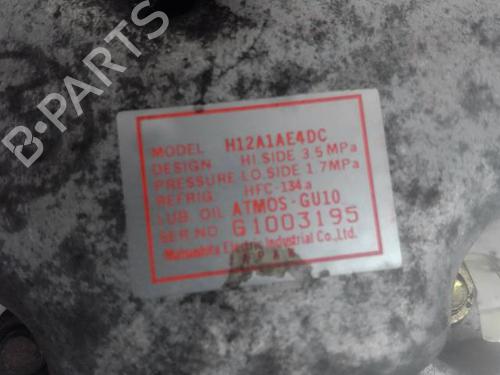 B-PARTS
MODEL H12A1AE4DC
DESIGN HI.SIDE 3.5MPa
PRESSURE LO.SIDE 1.7MPa
REFRIG. HFC-134a
LUB. OIL ATMOS-GU10
SER.NO. G1003195
Matsushita Electric Industrial Co.,Ltd.